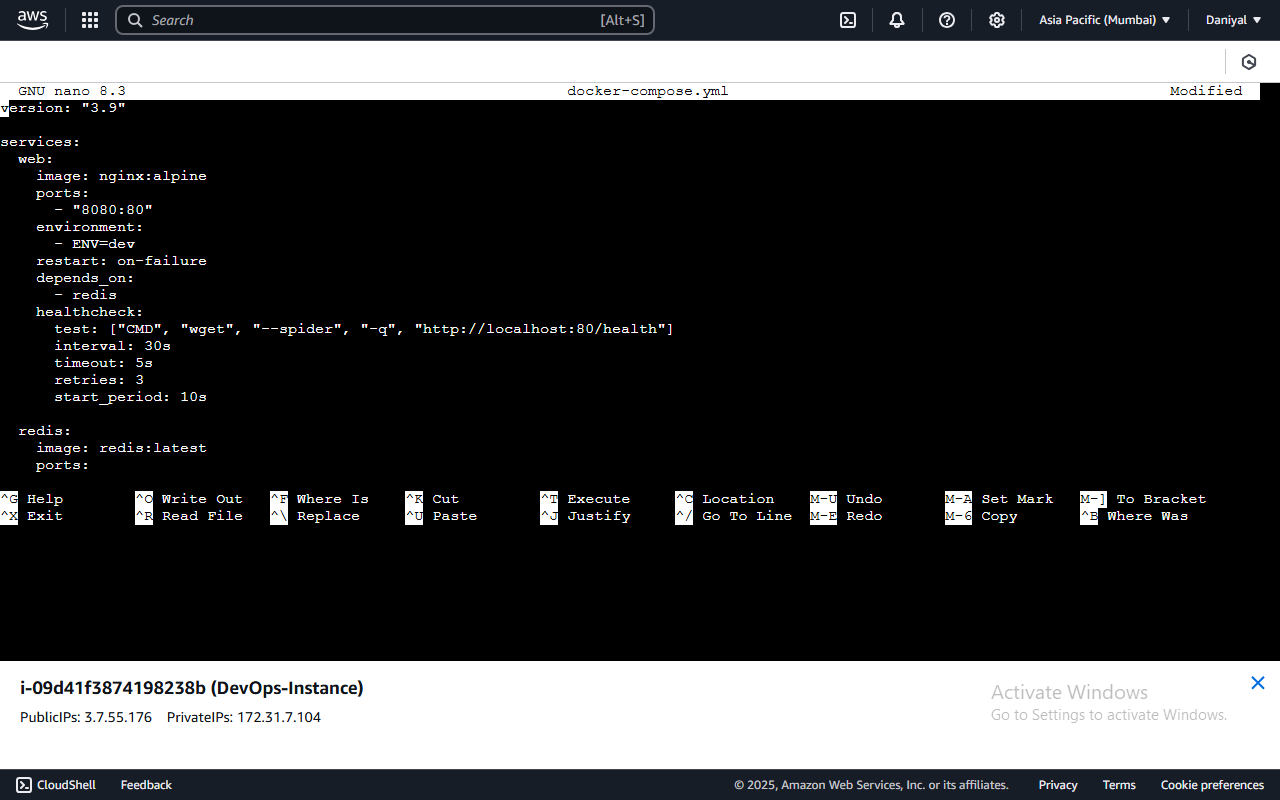 aws Search [Alt+S] Asia Pacific (Mumbai) ▼ Daniyal ▼
GNU nano 8.3 docker-compose.yml Modified
version: "3.9"

services:
  web:
    image: nginx:alpine
    ports:
      - "8080:80"
    environment:
      - ENV=dev
    restart: on-failure
    depends_on:
      - redis
    healthcheck:
      test: ["CMD", "wget", "--spider", "-q", "http://localhost:80/health"]
      interval: 30s
      timeout: 5s
      retries: 3
      start_period: 10s

  redis:
    image: redis:latest
    ports:

^G Help ^O Write Out ^F Where Is ^K Cut ^T Execute ^C Location M-U Undo M-A Set Mark M-] To Bracket
^X Exit ^R Read File ^\ Replace ^U Paste ^J Justify ^/ Go To Line M-E Redo M-6 Copy ^B Where Was
i-09d41f3874198238b (DevOps-Instance)
PublicIPs: 3.7.55.176 PrivateIPs: 172.31.7.104
Activate Windows
Go to Settings to activate Windows.
CloudShell Feedback © 2025, Amazon Web Services, Inc. or its affiliates. Privacy Terms Cookie preferences